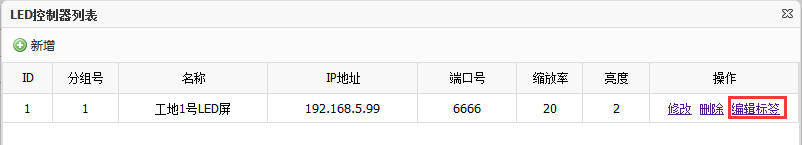 LED控制器列表
新增
ID 分组号 名称 IP地址 端口号 缩放率 亮度 操作
1 1 工地1号LED屏 192.168.5.99 6666 20 2 修改 删除 编辑标签